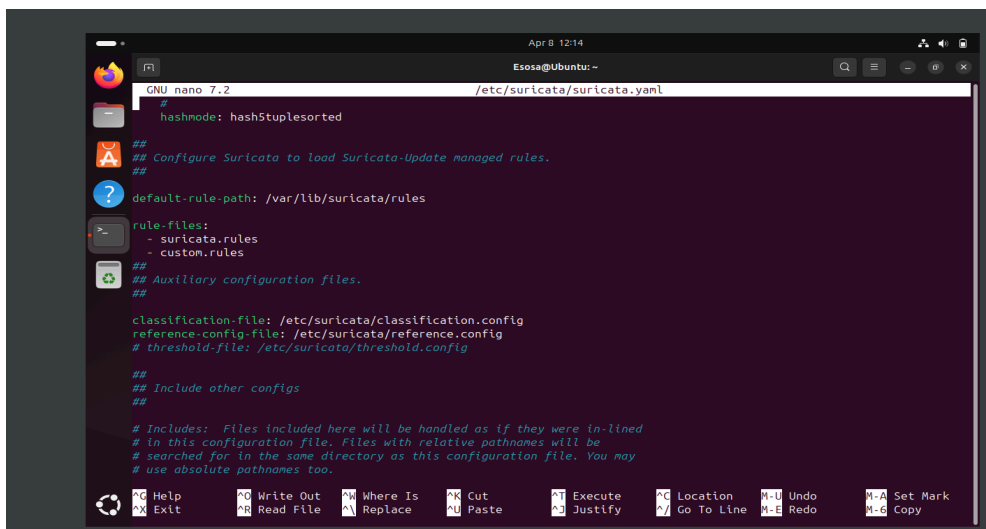 Apr 8 12:14
Esosa@Ubuntu: ~
GNU nano 7.2 /etc/suricata/suricata.yaml
#
hashmode: hash5tuplesorted
##
## Configure Suricata to load Suricata-Update managed rules.
##
default-rule-path: /var/lib/suricata/rules
rule-files:
- suricata.rules
- custom.rules
##
## Auxiliary configuration files.
##
classification-file: /etc/suricata/classification.config
reference-config-file: /etc/suricata/reference.config
# threshold-file: /etc/suricata/threshold.config
##
## Include other configs
##
# Includes:  Files included here will be handled as if they were in-lined
# in this configuration file. Files with relative pathnames will be
# searched for in the same directory as this configuration file. You may
# use absolute pathnames too.
^G Help ^O Write Out ^W Where Is ^K Cut ^T Execute ^C Location M-U Undo M-A Set Mark
^X Exit ^R Read File ^\ Replace ^U Paste ^J Justify ^/ Go To Line M-E Redo M-6 Copy